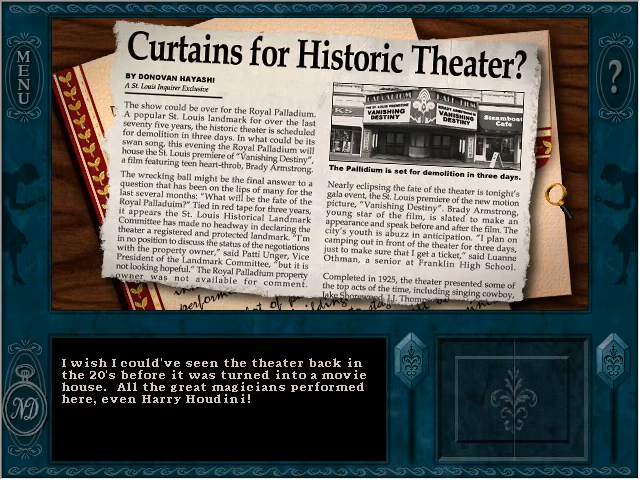 MENU
?
Curtains for Historic Theater?
BY DONOVAN HAYASHI
A St. Louis Inquirer Exclusive
The show could be over for the Royal Palladium.
A popular St. Louis landmark for over the last
seventy five years, the historic theater is scheduled
for demolition in three days. In what could be its
swan song, this evening the Royal Palladium will
house the St. Louis premiere of "Vanishing Destiny",
a film featuring teen heart-throb, Brady Armstrong.
The wrecking ball might be the final answer to a
question that has been on the lips of many for the
last several months: "What will be the fate of the
Royal Palladuim?" Tied in red tape for three years,
it appears the St. Louis Historical Landmark
Committee has made no headway in declaring the
theater a registered and protected landmark. "I'm
in no position to discuss the status of the negotiations
with the property owner," said Patti Unger, Vice
President of the Landmark Committee, "but it is
not looking hopeful." The Royal Palladium property
owner was not available for comment.
VANISHING
DESTINY
VANISHING
DESTINY
Steamboat
Cafe
The Pallidium is set for demolition in three days.
Nearly eclipsing the fate of the theater is tonight's
gala event, the St. Louis premiere of the new motion
picture, "Vanishing Destiny". Brady Armstrong,
young star of the film, is slated to make an
appearance and speak before and after the film. The
city's youth is abuzz in anticipation. "I plan on
camping out in front of the theater for three days,
just to make sure that I get a ticket," said Luanne
Othman, a senior at Franklin High School.
Completed in 1925, the theater presented some of
the top acts of the time, including singing cowboy,
I wish I could've seen the theater back in
the 20's before it was turned into a movie
house. All the great magicians performed
here, even Harry Houdini!
ND